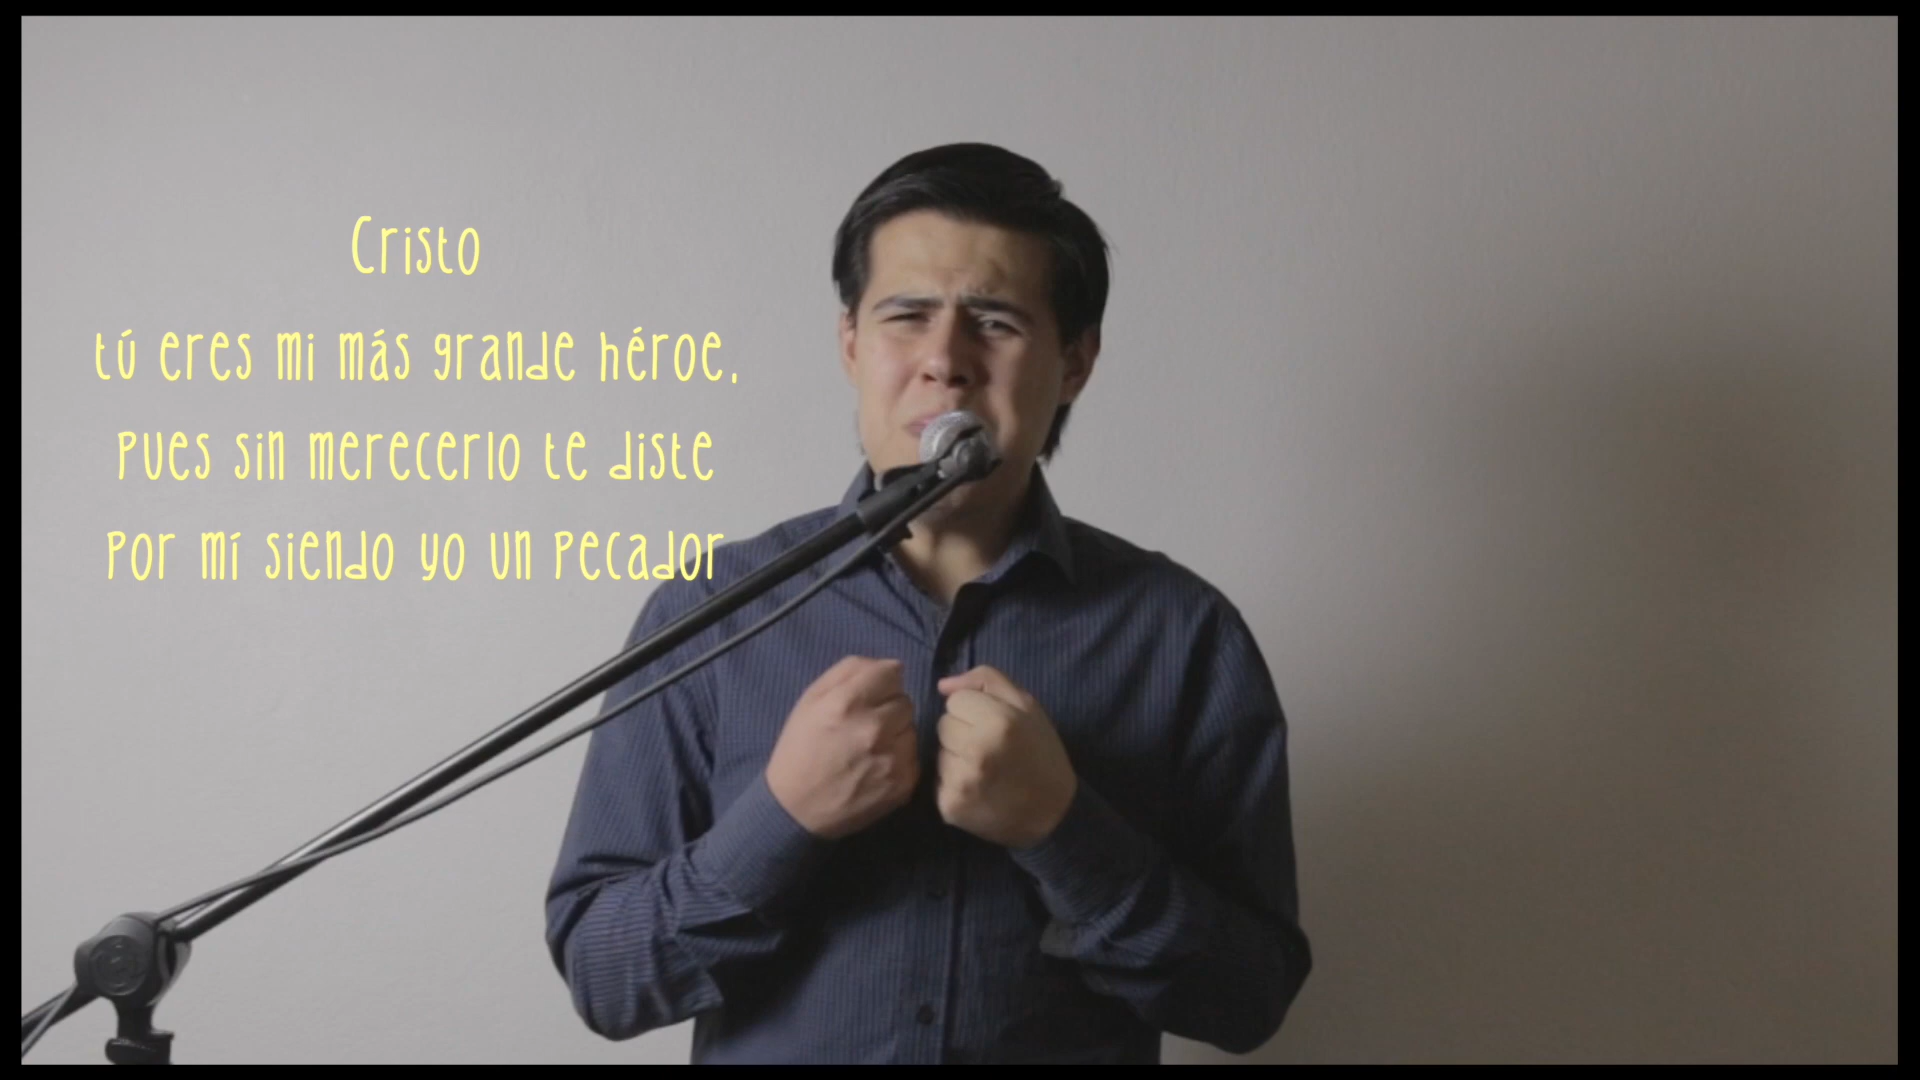 Cristo
tú eres mi más grande héroe,
pues sin merecerlo te diste
por mí siendo yo un pecador